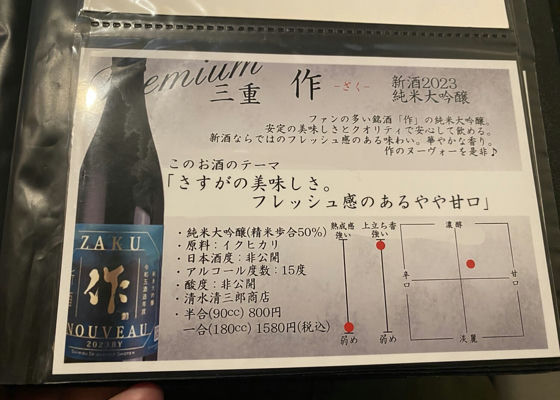 Premium
三重 作 -ざく- 新酒2023
純米大吟醸
ファンの多い銘酒「作」の純米大吟醸。
安定の美味しさとクオリティで安心して飲める。
新酒ならではのフレッシュ感のある味わい。華やかな香り。
作のヌーヴォーを是非♪
このお酒のテーマ
「さすがの美味しさ。
フレッシュ感のあるやや甘口」
・純米大吟醸(精米歩合50%)
・原料：イクヒカリ
・日本酒度：非公開
・アルコール度数：15度
・酸度：非公開
・清水清三郎商店
・半合(90cc) 800円
一合(180cc) 1580円(税込)
熟成感
強い
弱め
上立ち香
強い
弱め
濃醇
辛口
甘口
淡麗
ZAKU
作
NOUVEAU
2023BY